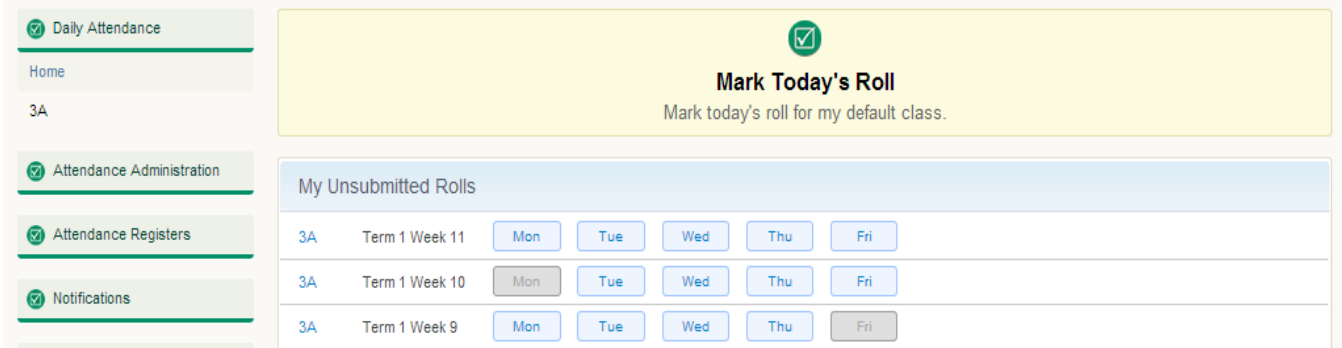 Daily Attendance
Home
3A
Attendance Administration
Attendance Registers
Notifications
Mark Today's Roll
Mark today's roll for my default class.
My Unsubmitted Rolls
3A Term 1 Week 11 Mon Tue Wed Thu Fri
3A Term 1 Week 10 Mon Tue Wed Thu Fri
3A Term 1 Week 9 Mon Tue Wed Thu Fri